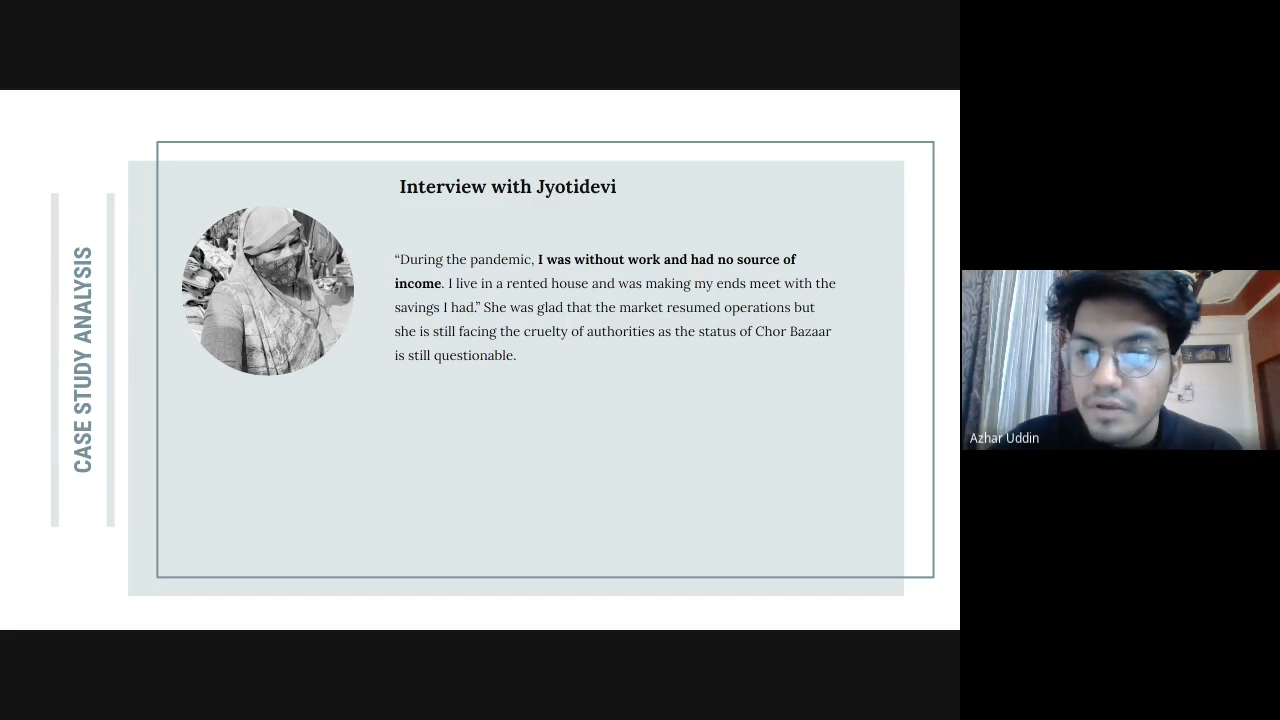 CASE STUDY ANALYSIS
Interview with Jyotidevi
“During the pandemic, I was without work and had no source of
income. I live in a rented house and was making my ends meet with the
savings I had.” She was glad that the market resumed operations but
she is still facing the cruelty of authorities as the status of Chor Bazaar
is still questionable.
Azhar Uddin